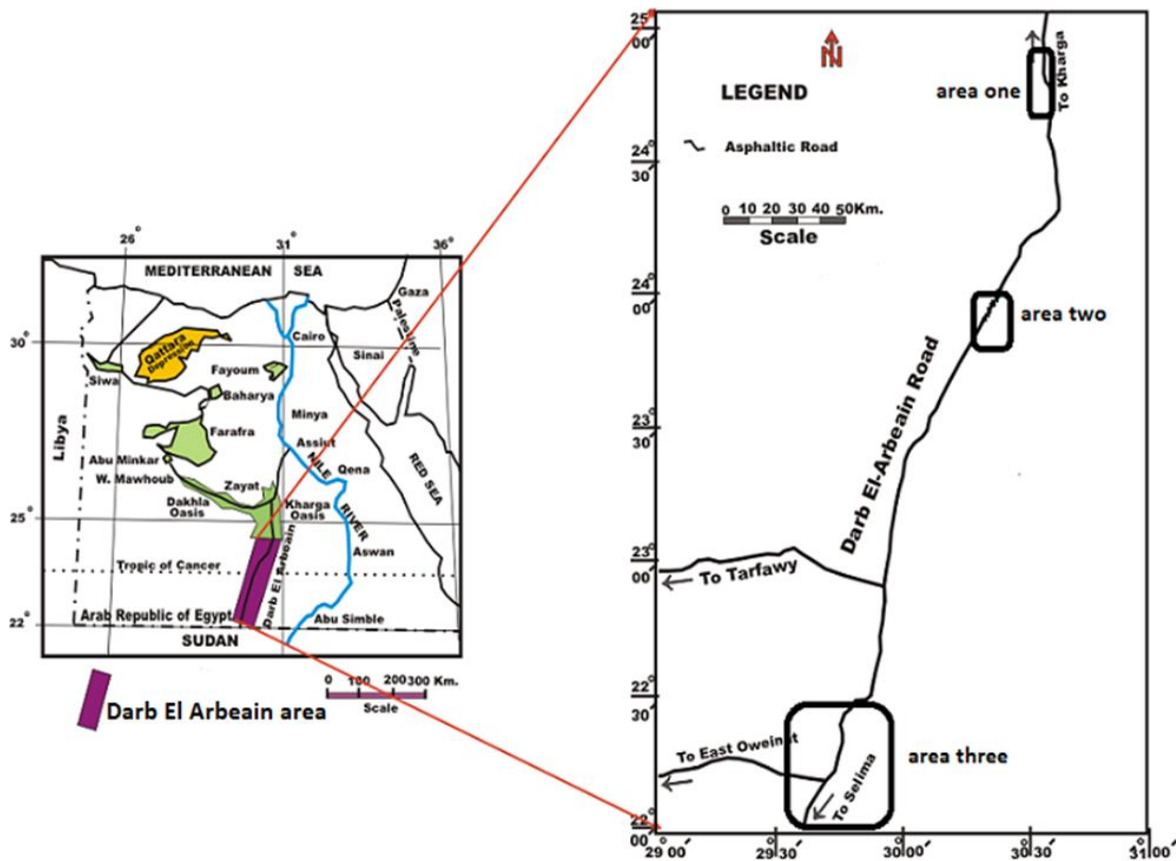 26°
31°
36°
MEDITERRANEAN SEA
Gaza
Palestine
30°
Cairo
Sinai
Qattara
Depression
Siwa
Fayoum
Baharya
Minya
Libya
Farafra
Assiut
Abu Minkar
NILE
Qena
RED SEA
W. Mawhoub
Zayat
Dakhla
Oasis
Kharga
Oasis
RIVER
25°
Darb El Arbeain
Aswan
Tropic of Cancer
Arab Republic of Egypt
Abu Simble
22°
SUDAN
0 100 200 300 Km.
Scale
Darb El Arbeain area
25°
00'
N
LEGEND
Asphaltic Road
area one
To Kharga
24°
30'
0 10 20 30 40 50Km.
Scale
24°
00'
area two
Darb El-Arbeain Road
23°
30'
23°
00'
To Tarfawy
22°
30'
To East Oweinat
area three
To Selima
22°
00'
29°00'
29°30'
30°00'
30°30'
31°00'